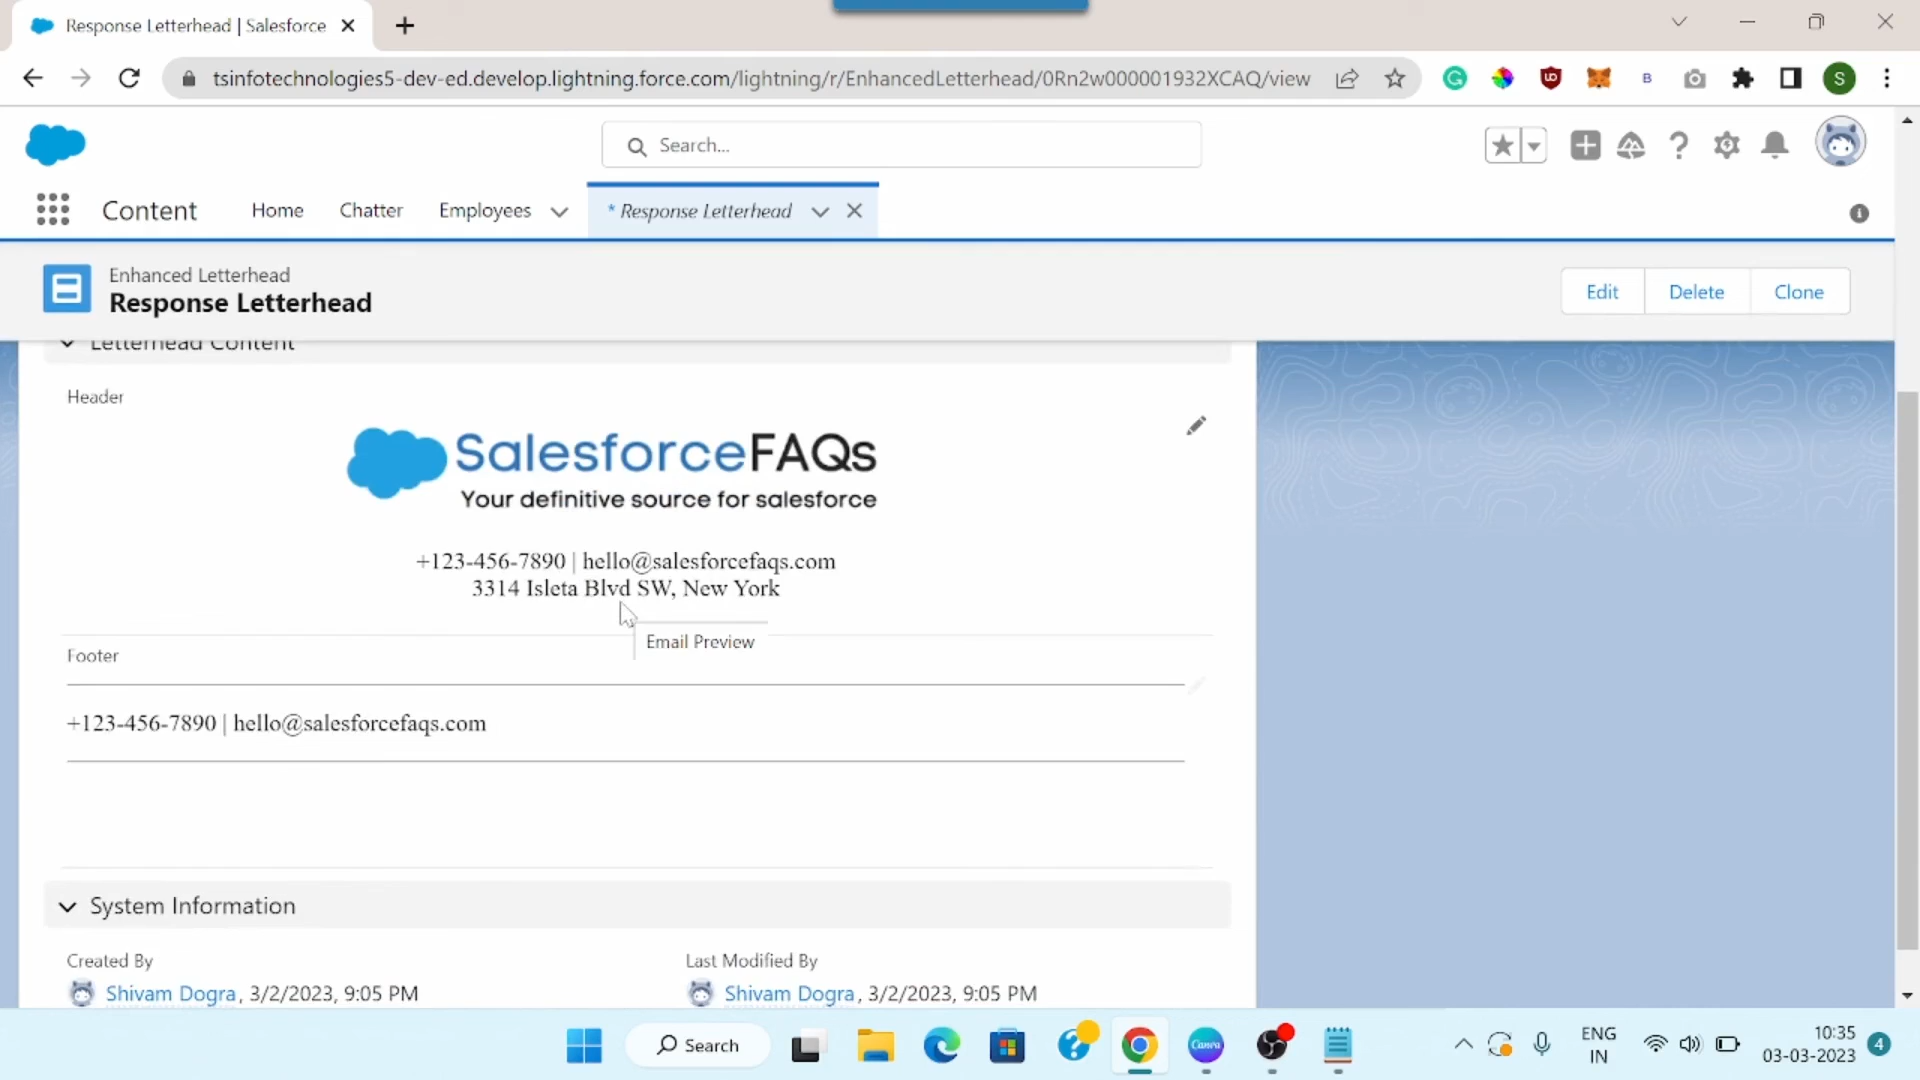 Response Letterhead | Salesforce
tsinfotechnologies5-dev-ed.develop.lightning.force.com/lightning/r/EnhancedLetterhead/0Rn2w000001932XCAQ/view
B
S
Search...
Content
Home
Chatter
Employees
* Response Letterhead
Enhanced Letterhead
Response Letterhead
Edit
Delete
Clone
Letterhead Content
Header
SalesforceFAQs
Your definitive source for salesforce
+123-456-7890 | hello@salesforcefaqs.com
3314 Isleta Blvd SW, New York
Email Preview
Footer
+123-456-7890 | hello@salesforcefaqs.com
System Information
Created By
Last Modified By
Shivam Dogra, 3/2/2023, 9:05 PM
Shivam Dogra, 3/2/2023, 9:05 PM
Search
Canva
ENG
IN
10:35
03-03-2023
4